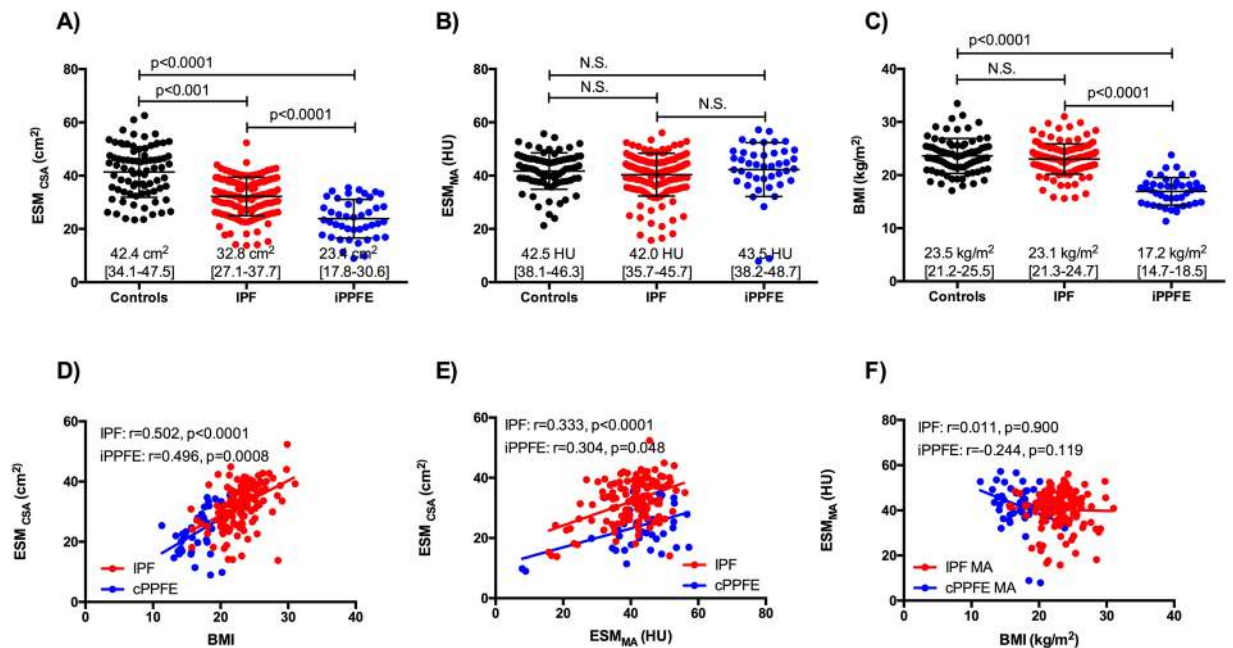 A)
p<0.0001
p<0.001
p<0.0001
ESM CSA (cm²)
80
60
40
20
0
42.4 cm²
[34.1-47.5]
32.8 cm²
[27.1-37.7]
23.4 cm²
[17.8-30.6]
Controls
IPF
iPPFE
B)
N.S.
N.S.
N.S.
ESMMA (HU)
80
60
40
20
0
42.5 HU
[38.1-46.3]
42.0 HU
[35.7-45.7]
43.5 HU
[38.2-48.7]
Controls
IPF
iPPFE
C)
p<0.0001
N.S.
p<0.0001
BMI (kg/m²)
40
30
20
10
0
23.5 kg/m²
[21.2-25.5]
23.1 kg/m²
[21.3-24.7]
17.2 kg/m²
[14.7-18.5]
Controls
IPF
iPPFE
D)
IPF: r=0.502, p<0.0001
iPPFE: r=0.496, p=0.0008
ESM CSA (cm²)
60
40
20
0
IPF
cPPFE
0
10
20
30
40
BMI
E)
IPF: r=0.333, p<0.0001
iPPFE: r=0.304, p=0.048
ESM CSA (cm²)
60
40
20
0
IPF
cPPFE
0
20
40
60
80
ESMMA (HU)
F)
IPF: r=0.011, p=0.900
iPPFE: r=-0.244, p=0.119
ESMMA (HU)
80
60
40
20
0
IPF MA
cPPFE MA
0
10
20
30
40
BMI (kg/m²)